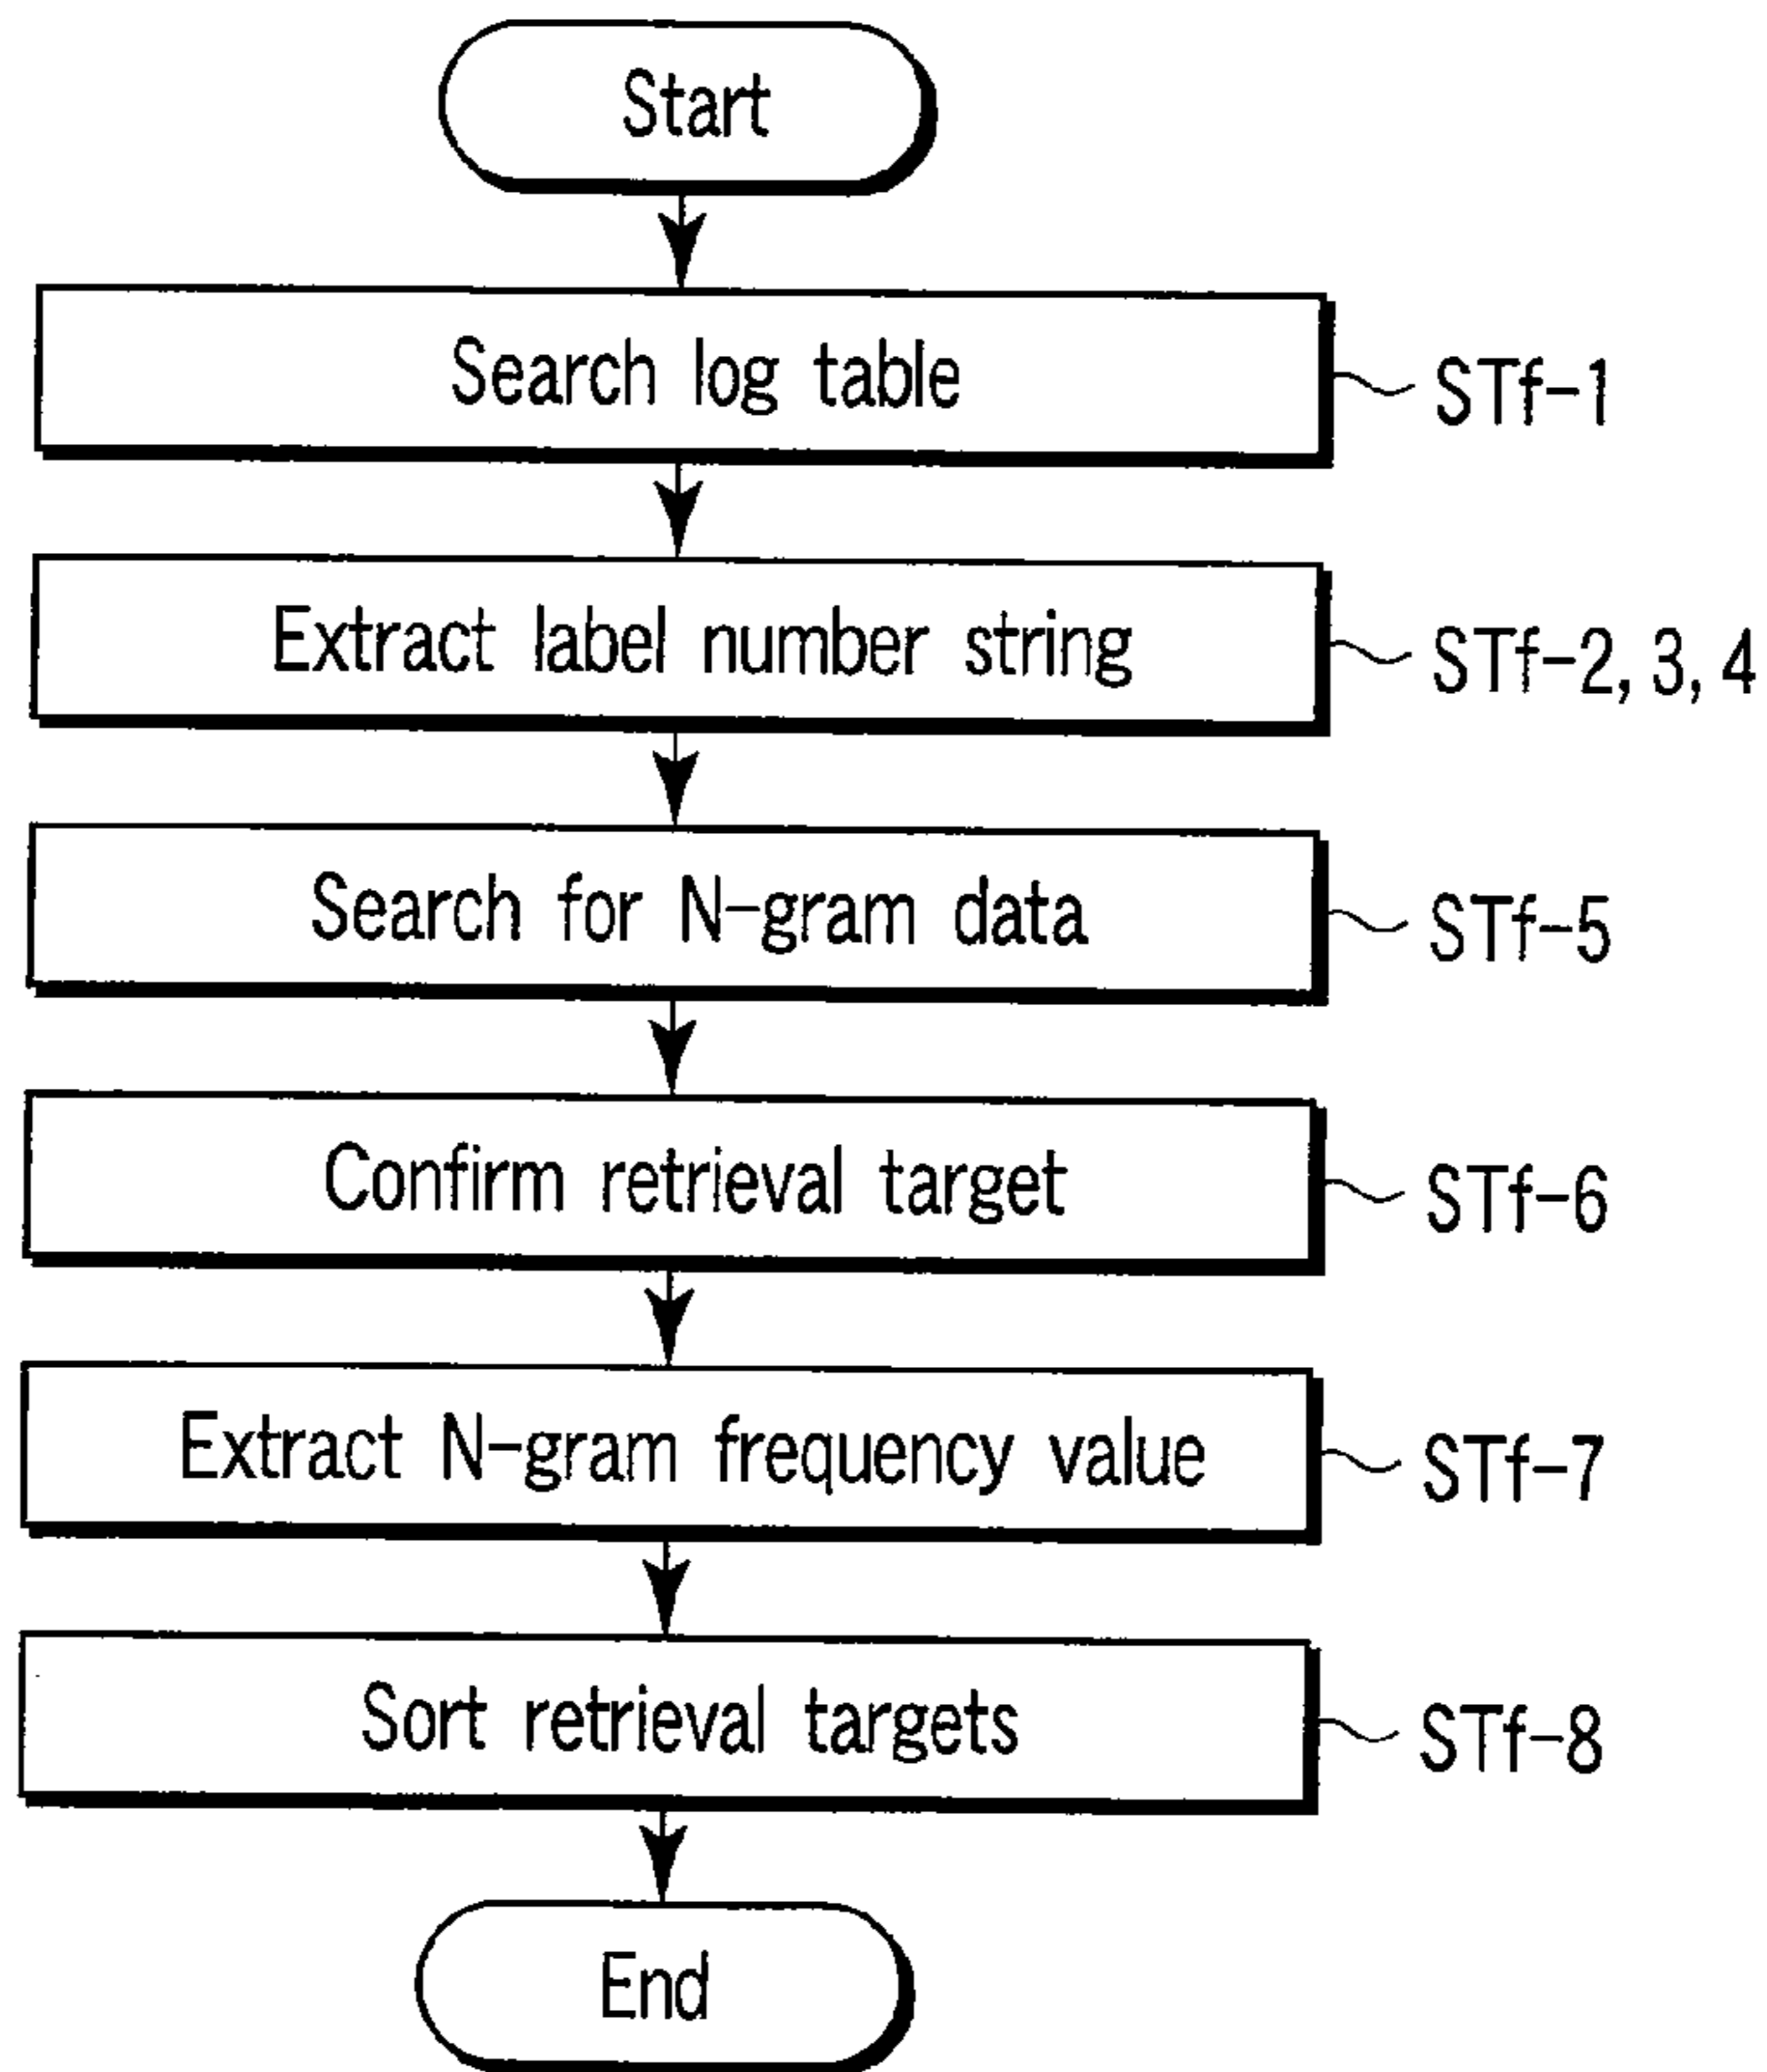 Start
Search log table STf-1
Extract label number string STf-2, 3, 4
Search for N-gram data STf-5
Confirm retrieval target STf-6
Extract N-gram frequency value STf-7
Sort retrieval targets STf-8
End